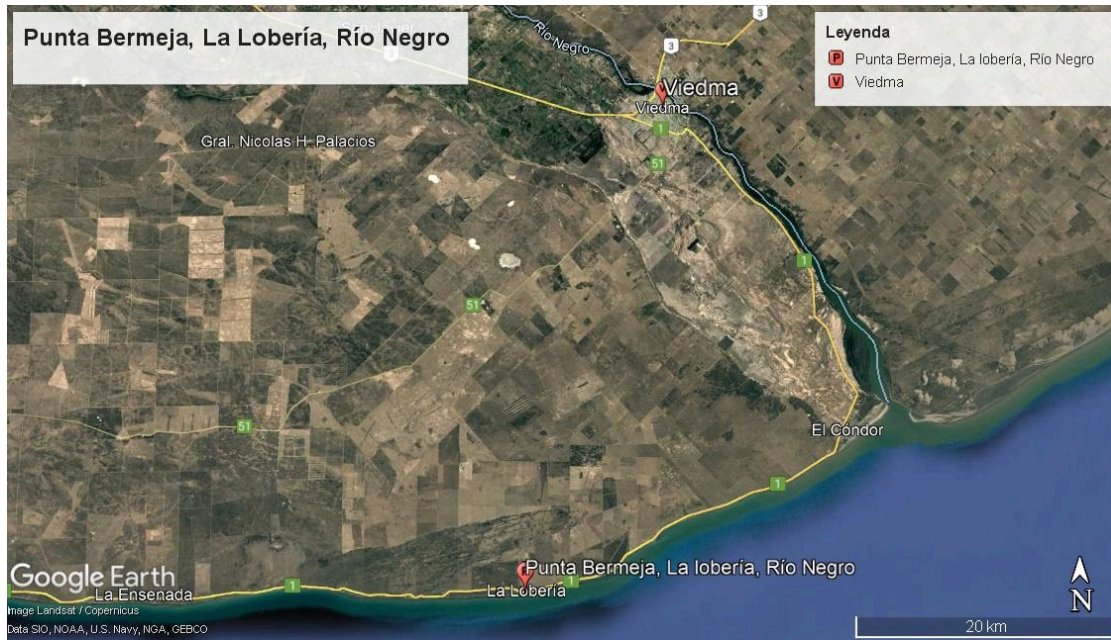 Punta Bermeja, La Lobería, Río Negro
Leyenda
P Punta Bermeja, La lobería, Río Negro
V Viedma
3
3
3
Río Negro
Viedma
Viedma
1
51
Gral. Nicolas H. Palacios
1
51
51
El Cóndor
1
Punta Bermeja, La lobería, Río Negro
1
1
La Lobería
La Ensenada
Google Earth
Image Landsat / Copernicus
Data SIO, NOAA, U.S. Navy, NGA, GEBCO
N
20 km